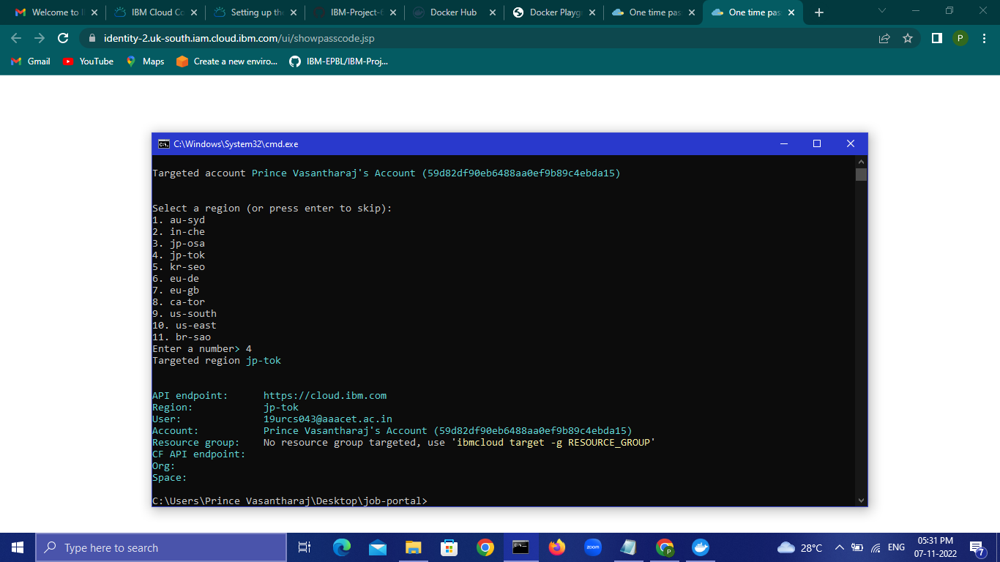 Welcome to I
IBM Cloud Co
Setting up the
IBM-Project-6
Docker Hub
Docker Playg
One time pas
One time pas
identity-2.uk-south.iam.cloud.ibm.com/ui/showpasscode.jsp
P
Gmail
YouTube
Maps
Create a new enviro...
IBM-EPBL/IBM-Proj...
C:\Windows\System32\cmd.exe
Targeted account Prince Vasantharaj's Account (59d82df90eb6488aa0ef9b89c4ebda15)
Select a region (or press enter to skip):
1. au-syd
2. in-che
3. jp-osa
4. jp-tok
5. kr-seo
6. eu-de
7. eu-gb
8. ca-tor
9. us-south
10. us-east
11. br-sao
Enter a number> 4
Targeted region jp-tok
API endpoint: https://cloud.ibm.com
Region: jp-tok
User: 19urcs043@aaacet.ac.in
Account: Prince Vasantharaj's Account (59d82df90eb6488aa0ef9b89c4ebda15)
Resource group: No resource group targeted, use 'ibmcloud target -g RESOURCE_GROUP'
CF API endpoint:
Org:
Space:
C:\Users\Prince Vasantharaj\Desktop\job-portal>
Type here to search
zoom
P
28°C
ENG
05:31 PM
07-11-2022
7